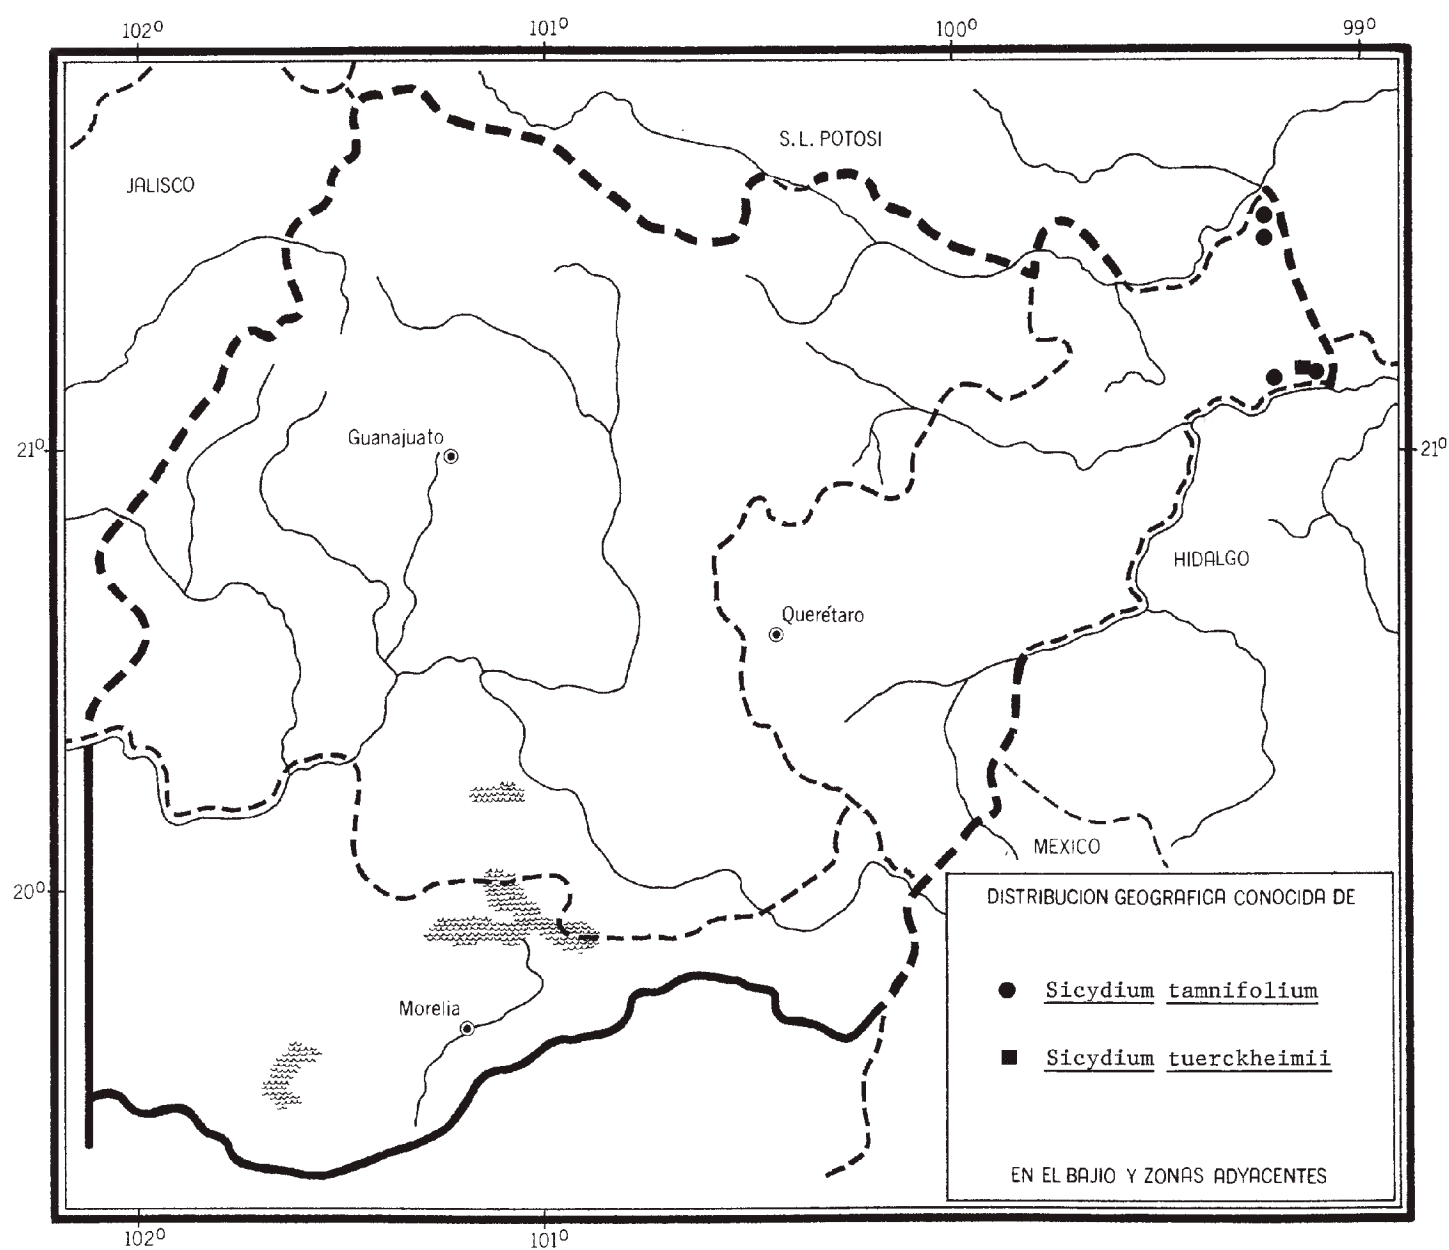 102º 101º 100º 99º
S.L. POTOSI
JALISCO
Guanajuato
21º 21º
HIDALGO
Querétaro
MEXICO
20º
DISTRIBUCION GEOGRAFICA CONOCIDA DE
Sicydium tamnifolium
Morelia
Sicydium tuerckheimii
EN EL BAJIO Y ZONAS ADYACENTES
102º 101º